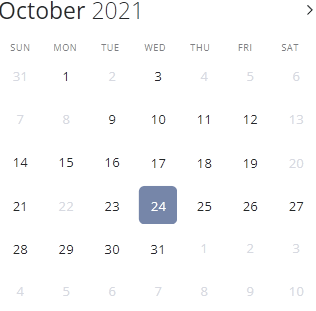 October 2021
SUN MON TUE WED THU FRI SAT
31 1 2 3 4 5 6
7 8 9 10 11 12 13
14 15 16 17 18 19 20
21 22 23 24 25 26 27
28 29 30 31 1 2 3
4 5 6 7 8 9 10